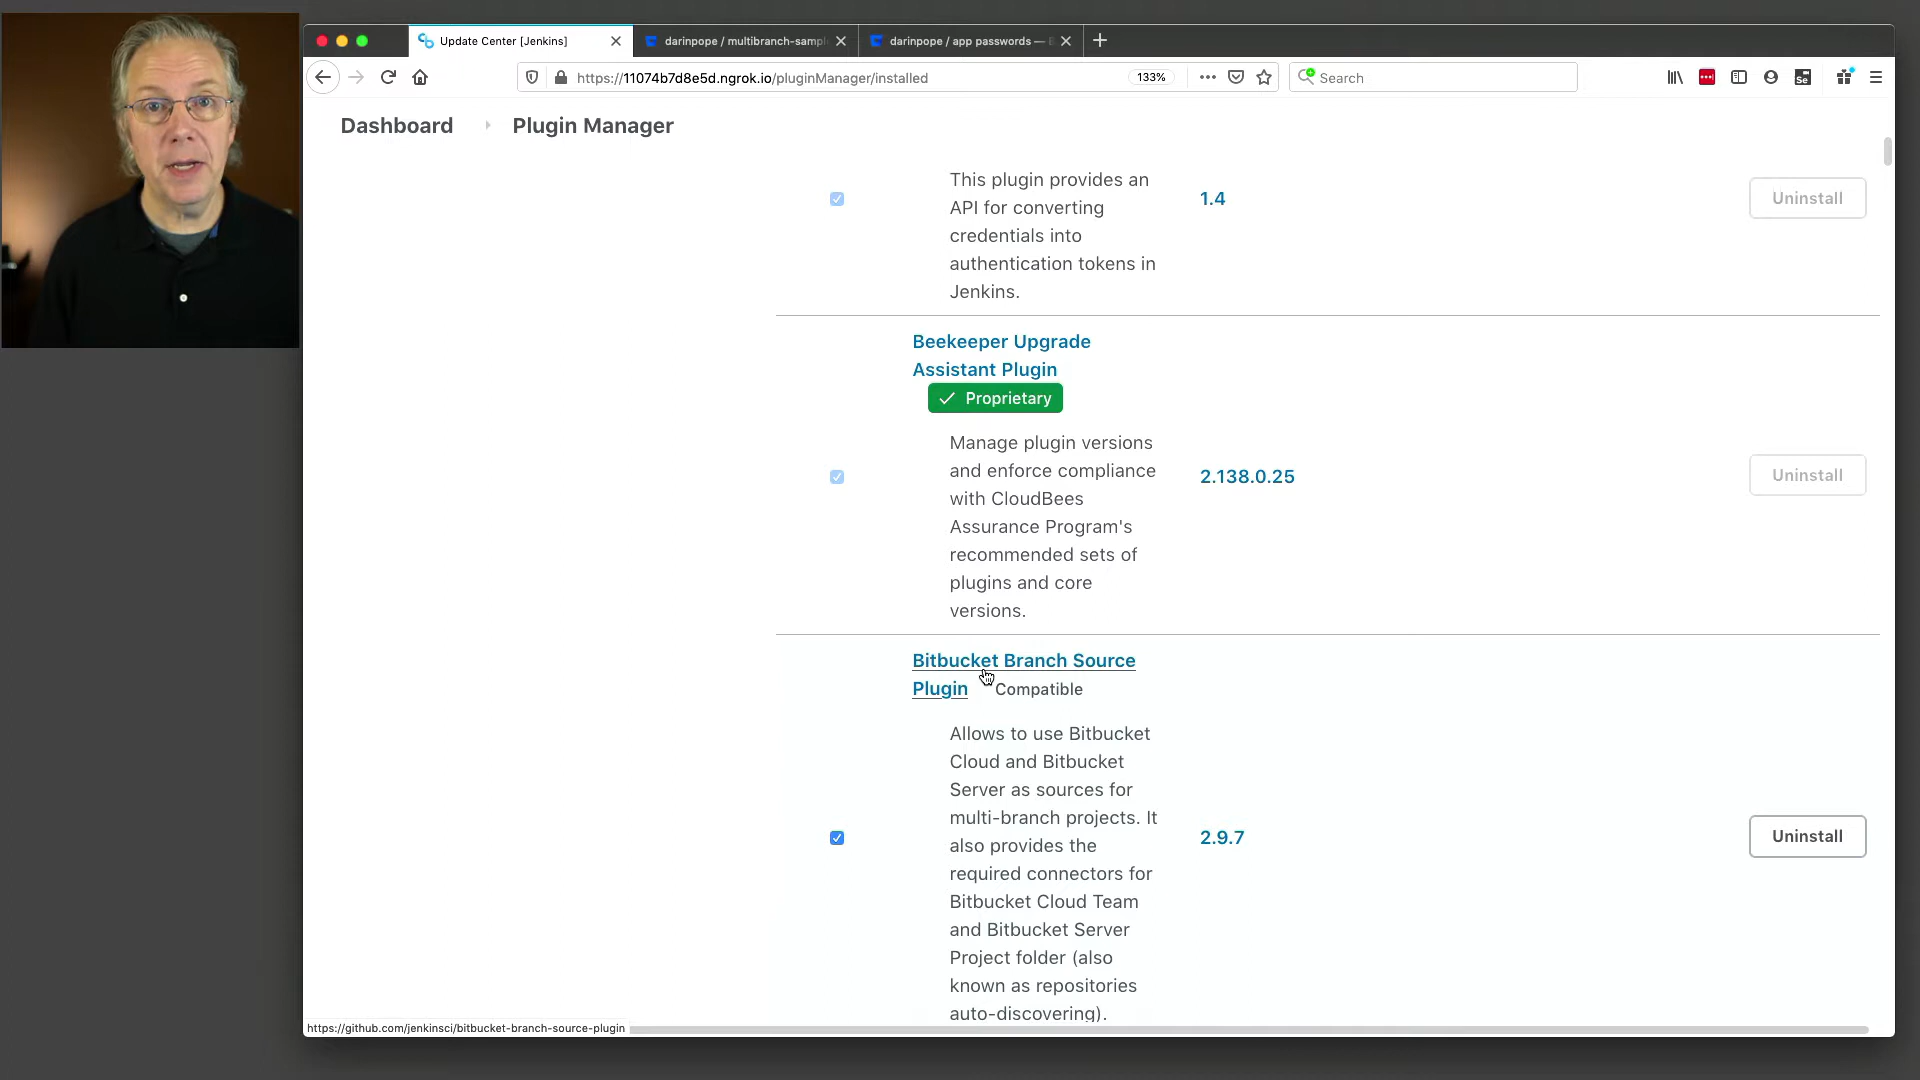 Update Center [Jenkins]
darinpope / multibranch-sampl
darinpope / app passwords — B
https://11074b7d8e5d.ngrok.io/pluginManager/installed
133%
Search
Se
Dashboard
Plugin Manager
This plugin provides an
API for converting
credentials into
authentication tokens in
Jenkins.
1.4
Uninstall
Beekeeper Upgrade
Assistant Plugin
Proprietary
Manage plugin versions
and enforce compliance
with CloudBees
Assurance Program's
recommended sets of
plugins and core
versions.
2.138.0.25
Uninstall
Bitbucket Branch Source
Plugin
Compatible
Allows to use Bitbucket
Cloud and Bitbucket
Server as sources for
multi-branch projects. It
also provides the
required connectors for
Bitbucket Cloud Team
and Bitbucket Server
Project folder (also
known as repositories
auto-discovering).
2.9.7
Uninstall
https://github.com/jenkinsci/bitbucket-branch-source-plugin